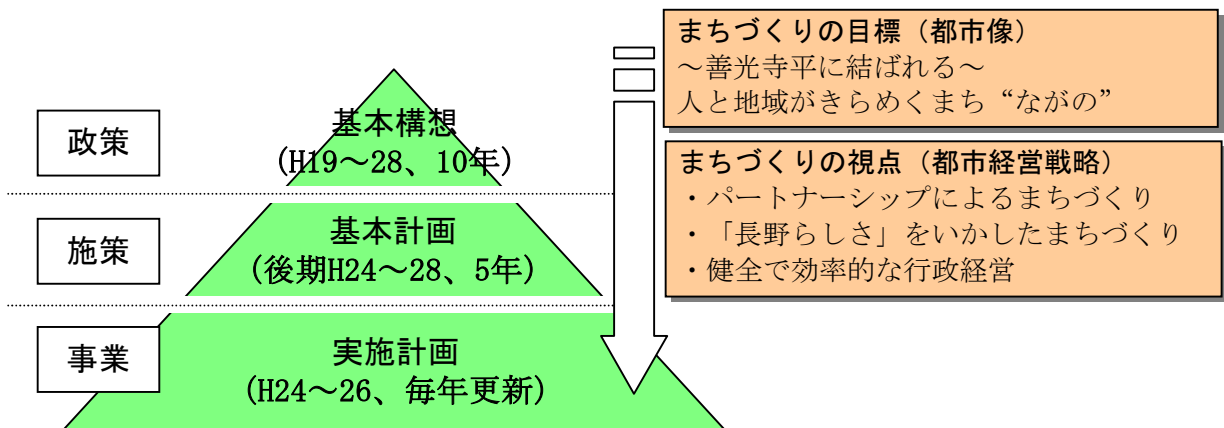 まちづくりの目標（都市像）
～善光寺平に結ばれる～
人と地域がきらめくまち“ながの”
政策
基本構想
(H19～28、10年)
まちづくりの視点（都市経営戦略）
・パートナーシップによるまちづくり
・「長野らしさ」をいかしたまちづくり
・健全で効率的な行政経営
施策
基本計画
(後期H24～28、5年)
事業
実施計画
(H24～26、毎年更新)